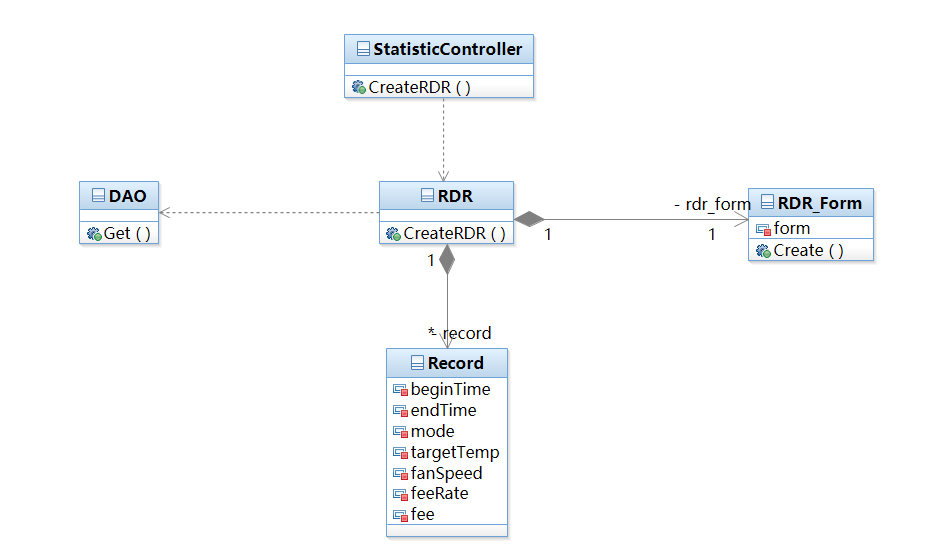 StatisticController
CreateRDR ( )
DAO
Get ( )
RDR
CreateRDR ( )
- rdr_form
1
1
RDR_Form
form
Create ( )
1
*
- record
Record
beginTime
endTime
mode
targetTemp
fanSpeed
feeRate
fee